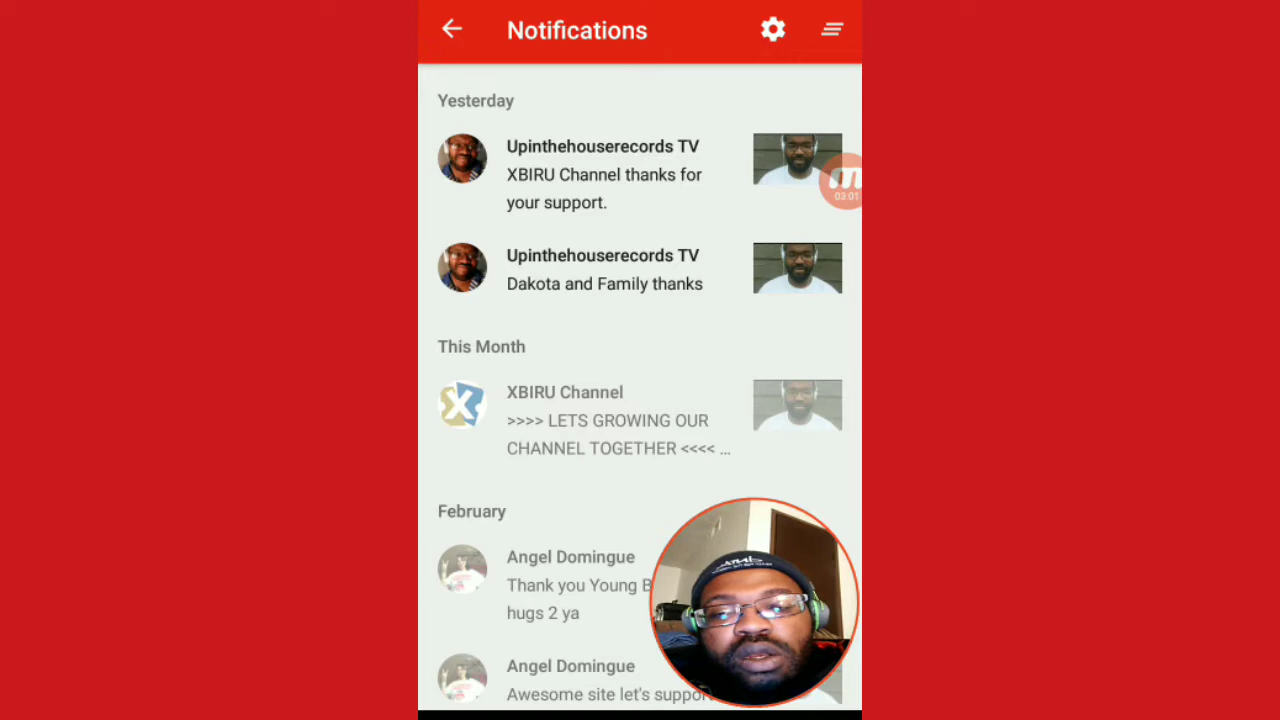 Notifications
Yesterday
Upinthehouserecords TV
XBIRU Channel thanks for
your support.
03:01
Upinthehouserecords TV
Dakota and Family thanks
This Month
XBIRU Channel
>>>> LETS GROWING OUR
CHANNEL TOGETHER <<<< ...
February
Angel Domingue
Thank you Young B
hugs 2 ya
Angel Domingue
Awesome site let's suppor